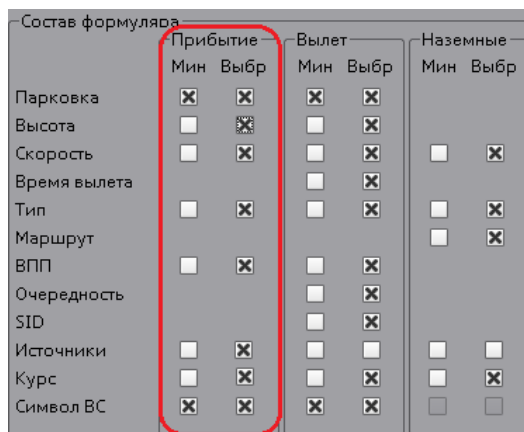 Состав формуляра
Прибытие Вылет Наземные
Мин Выбр Мин Выбр Мин Выбр
Парковка
Высота
Скорость
Время вылета
Тип
Маршрут
ВПП
Очередность
SID
Источники
Курс
Символ ВС